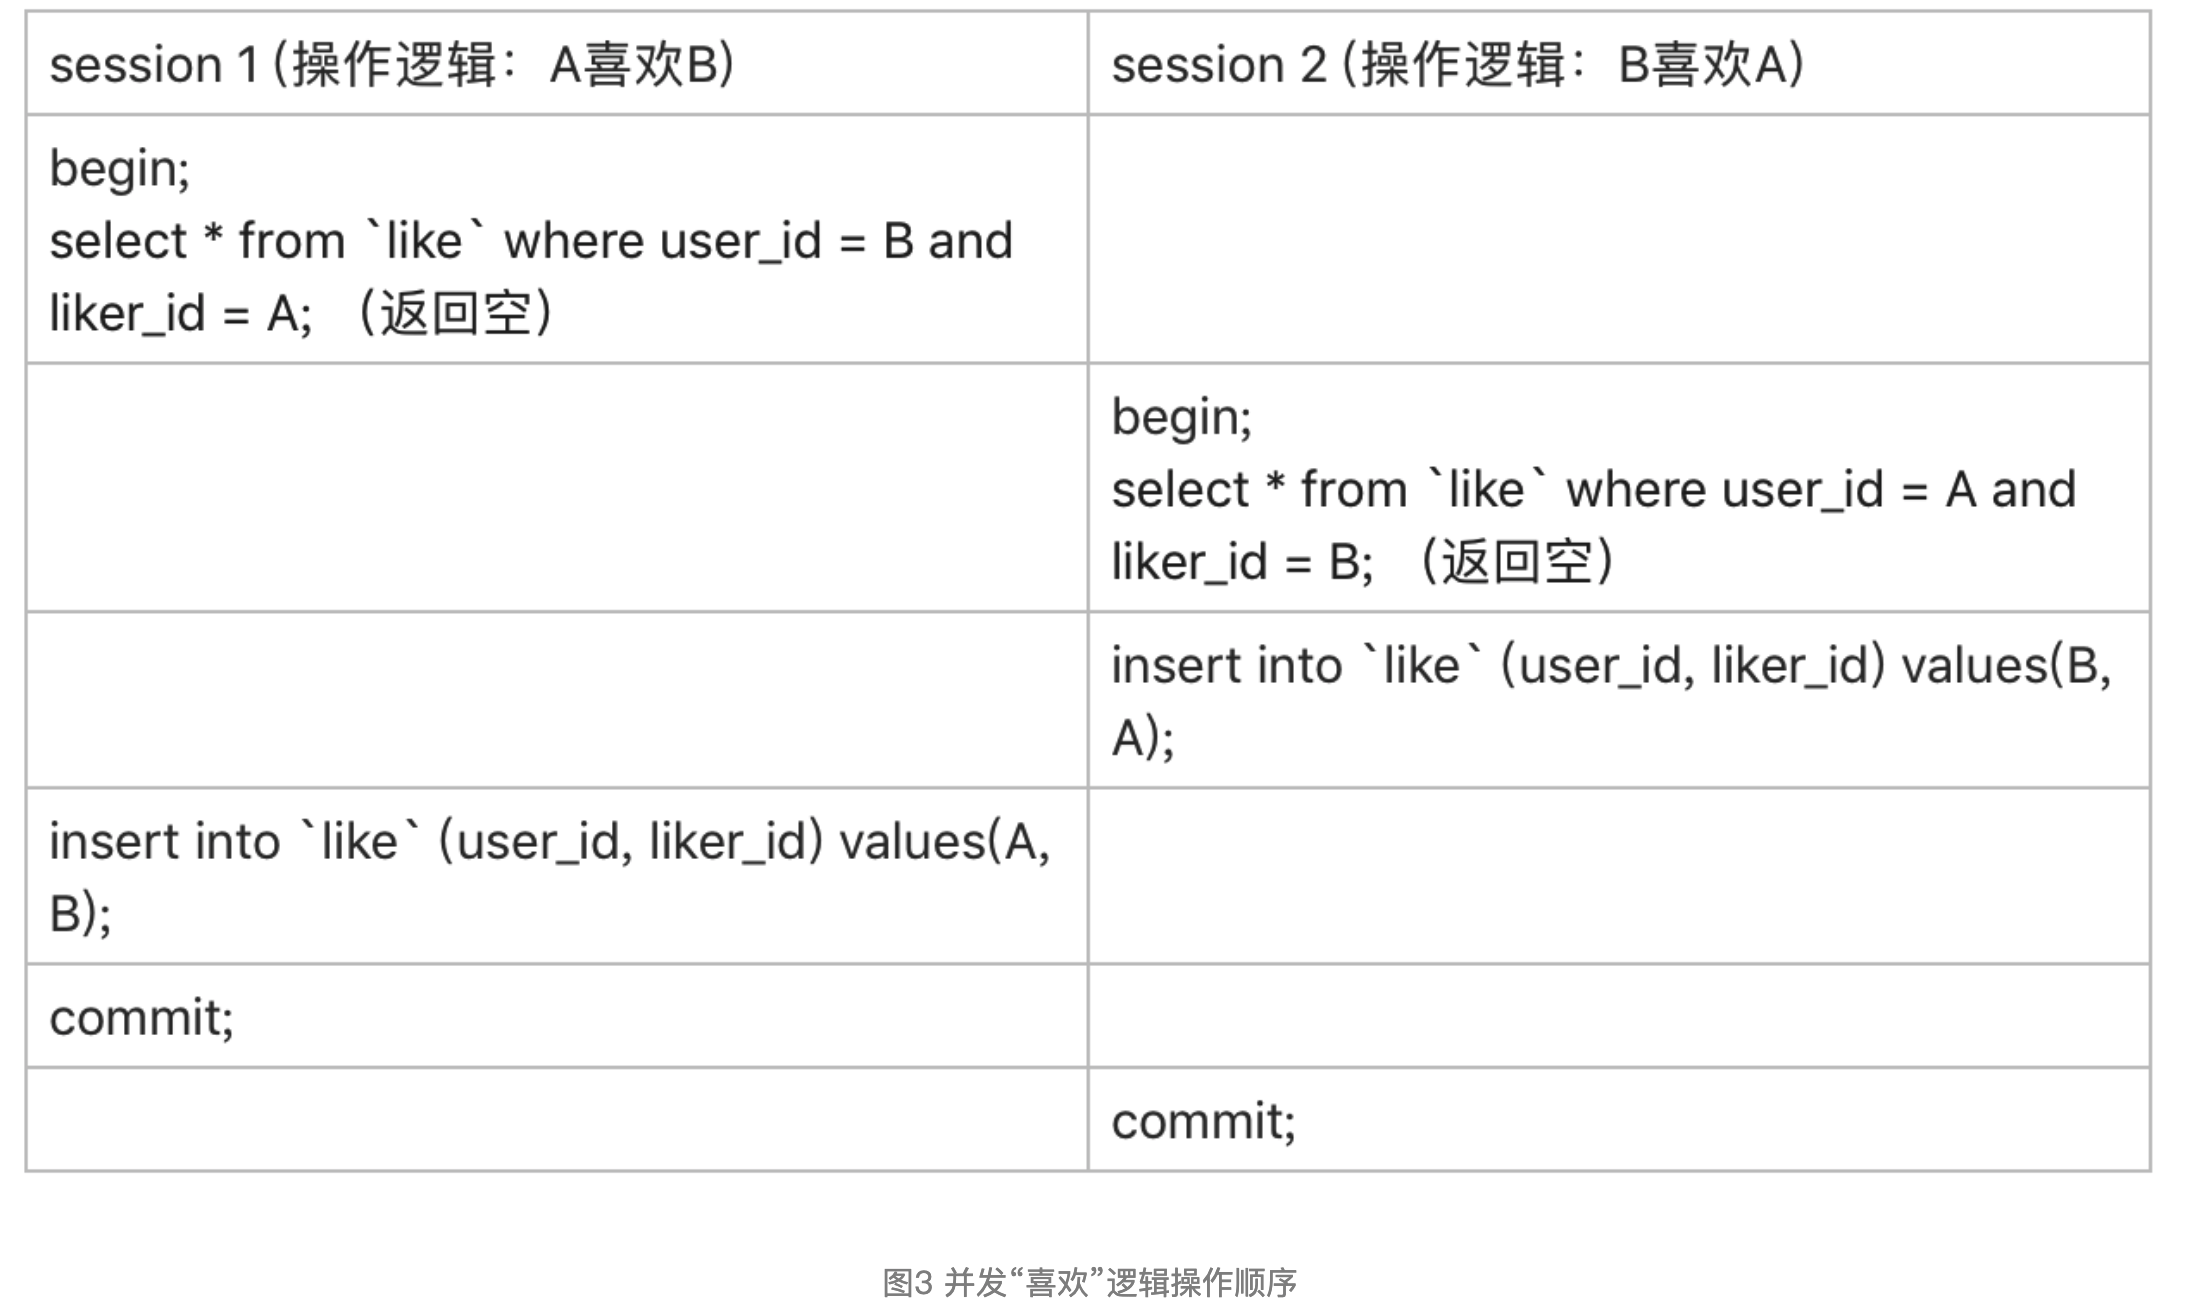 session 1 (操作逻辑：A喜欢B)
session 2 (操作逻辑：B喜欢A)
begin;
select * from `like` where user_id = B and
liker_id = A; （返回空）
begin;
select * from `like` where user_id = A and
liker_id = B; （返回空）
insert into `like` (user_id, liker_id) values(B,
A);
insert into `like` (user_id, liker_id) values(A,
B);
commit;
commit;
图3 并发“喜欢”逻辑操作顺序